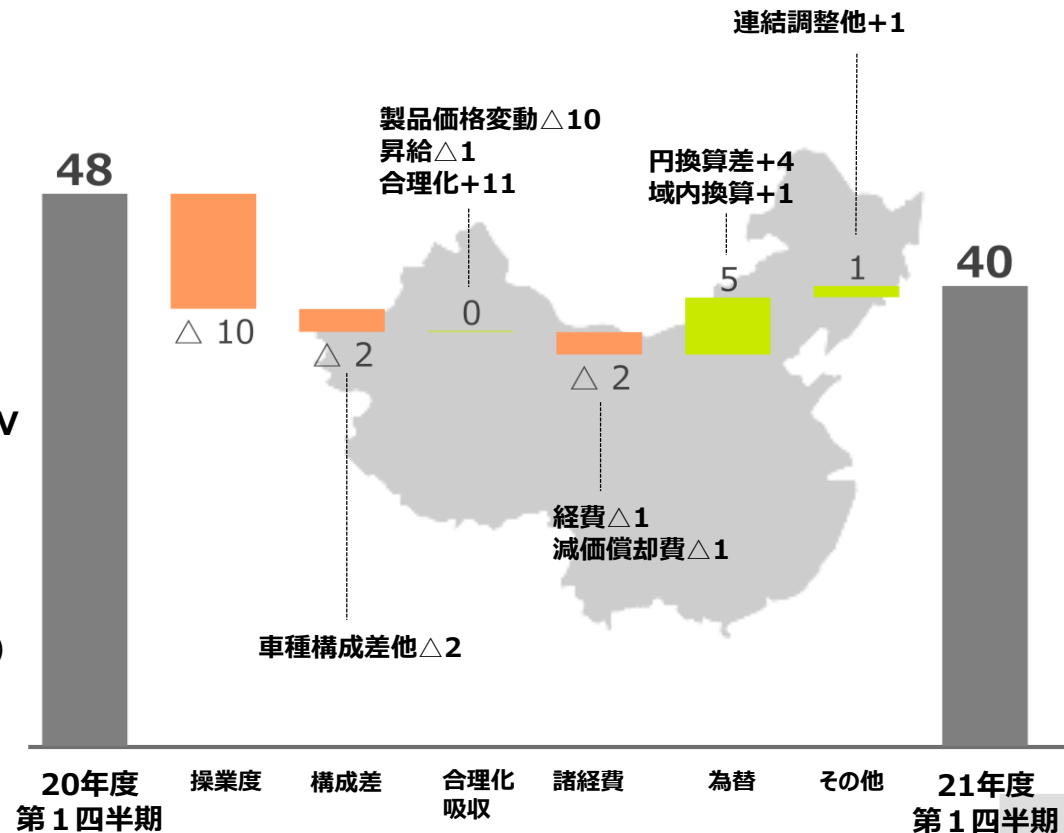 連結調整他+1
製品価格変動△10
昇給△1
合理化+11
円換算差+4
域内換算+1
48
△ 10
△ 2
0
△ 2
5
1
40
V
経費△1
減価償却費△1
車種構成差他△2
)
20年度
第１四半期
操業度
構成差
合理化
吸収
諸経費
為替
その他
21年度
第１四半期